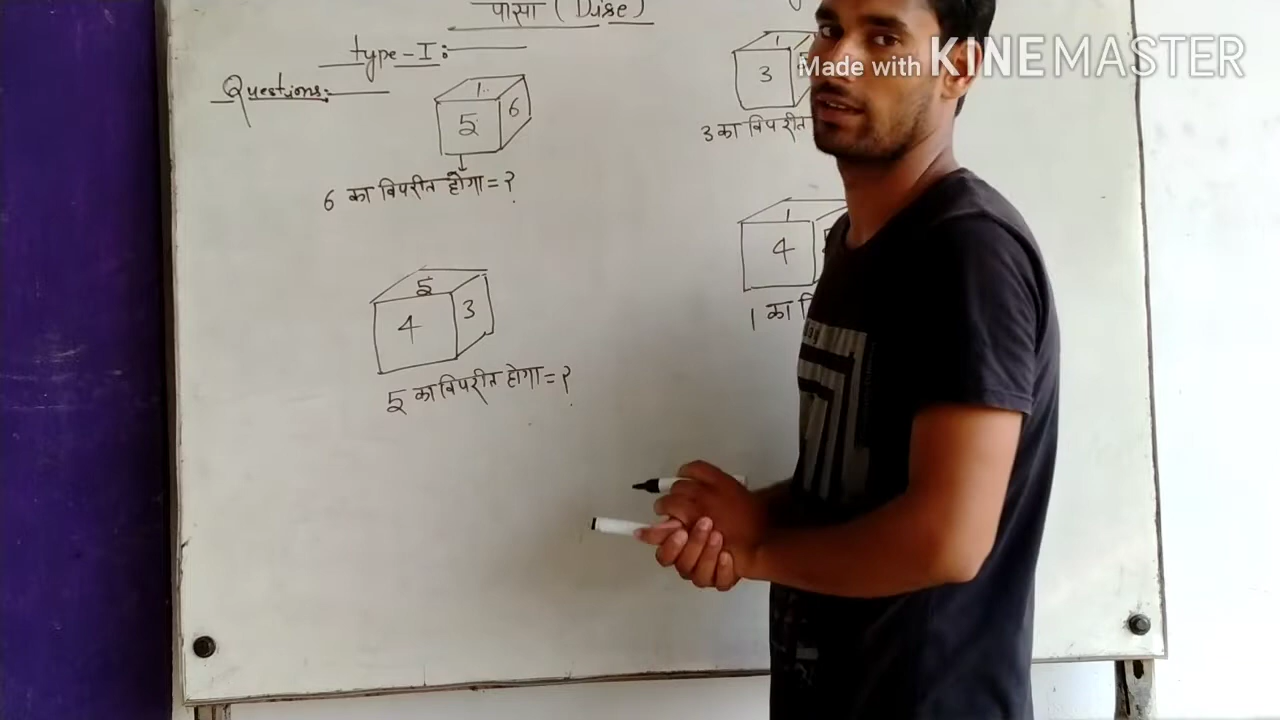 पासा (Dise)
type-I:
Questions:-
1
5
6
6 का विपरीत होगा = ?
5
4
3
5 का विपरीत होगा = ?
1
3
3 का विपरीत
1
4
1 का
Made with KINEMASTER